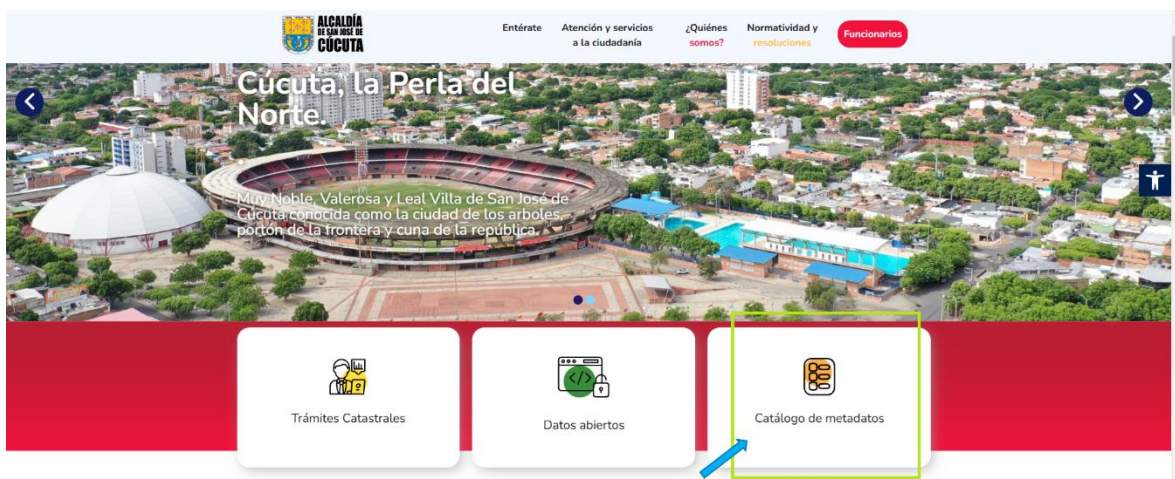 ALCALDÍA
DE SAN JOSÉ DE
CÚCUTA
Entérate
Atención y servicios
a la ciudadanía
¿Quiénes
somos?
Normatividad y
resoluciones
Funcionarios
Cúcuta, la Perla del
Norte.
Muy Noble, Valerosa y Leal Villa de San José de
Cúcuta conocida como la ciudad de los arboles,
portón de la frontera y cuna de la república.
Trámites Catastrales
Datos abiertos
Catálogo de metadatos